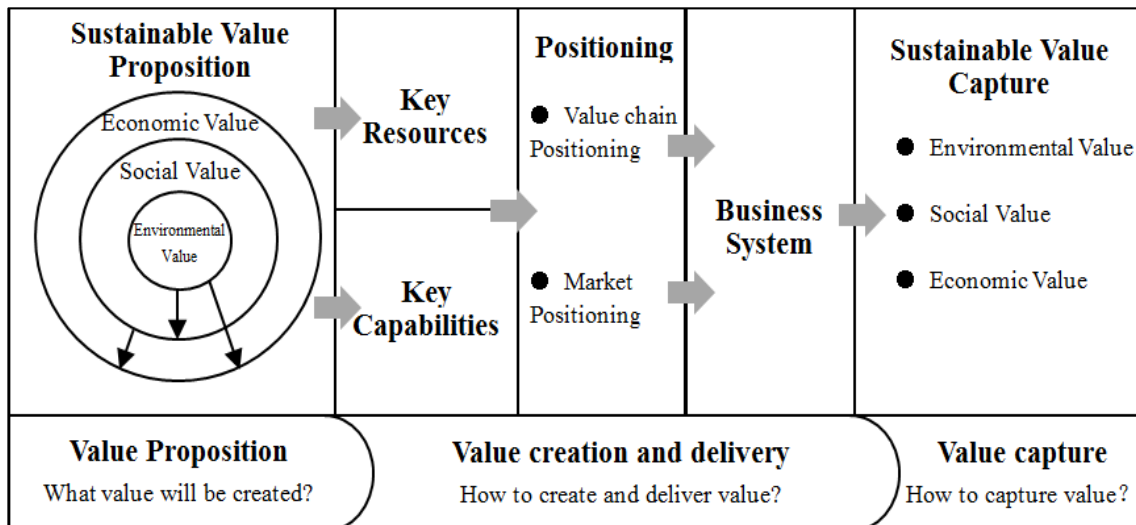 Sustainable Value
Proposition
Economic Value
Social Value
Environmental
Value
Key
Resources
Key
Capabilities
Positioning
● Value chain
Positioning
● Market
Positioning
Business
System
Sustainable Value
Capture
● Environmental Value
● Social Value
● Economic Value
Value Proposition
What value will be created?
Value creation and delivery
How to create and deliver value?
Value capture
How to capture value?